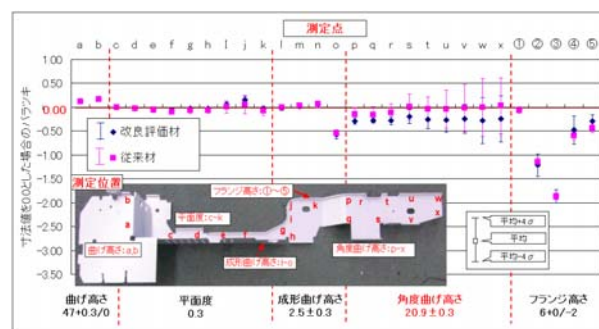 測定点
a b c d e f g h i j k l m n o p q r s t u v w x ① ② ③ ④ ⑤
寸法値を0.0とした場合のバラツキ
1.00
0.50
0.00
-0.50
-1.00
-1.50
-2.00
-2.50
-3.00
-3.50
改良評価材
従来材
測定位置
フランジ高さ:①～⑤
平面度:c-k
曲げ高さ:a,b
角度曲げ高さ:p-x
b
a
c d e f
g
h
i
j
k
p r t u w
q s v x
平均+4σ
平均
平均-4σ
曲げ高さ 平面度 成形曲げ高さ 角度曲げ高さ フランジ高さ
47+0.3/0 0.3 2.5±0.3 20.9±0.3 6+0/-2